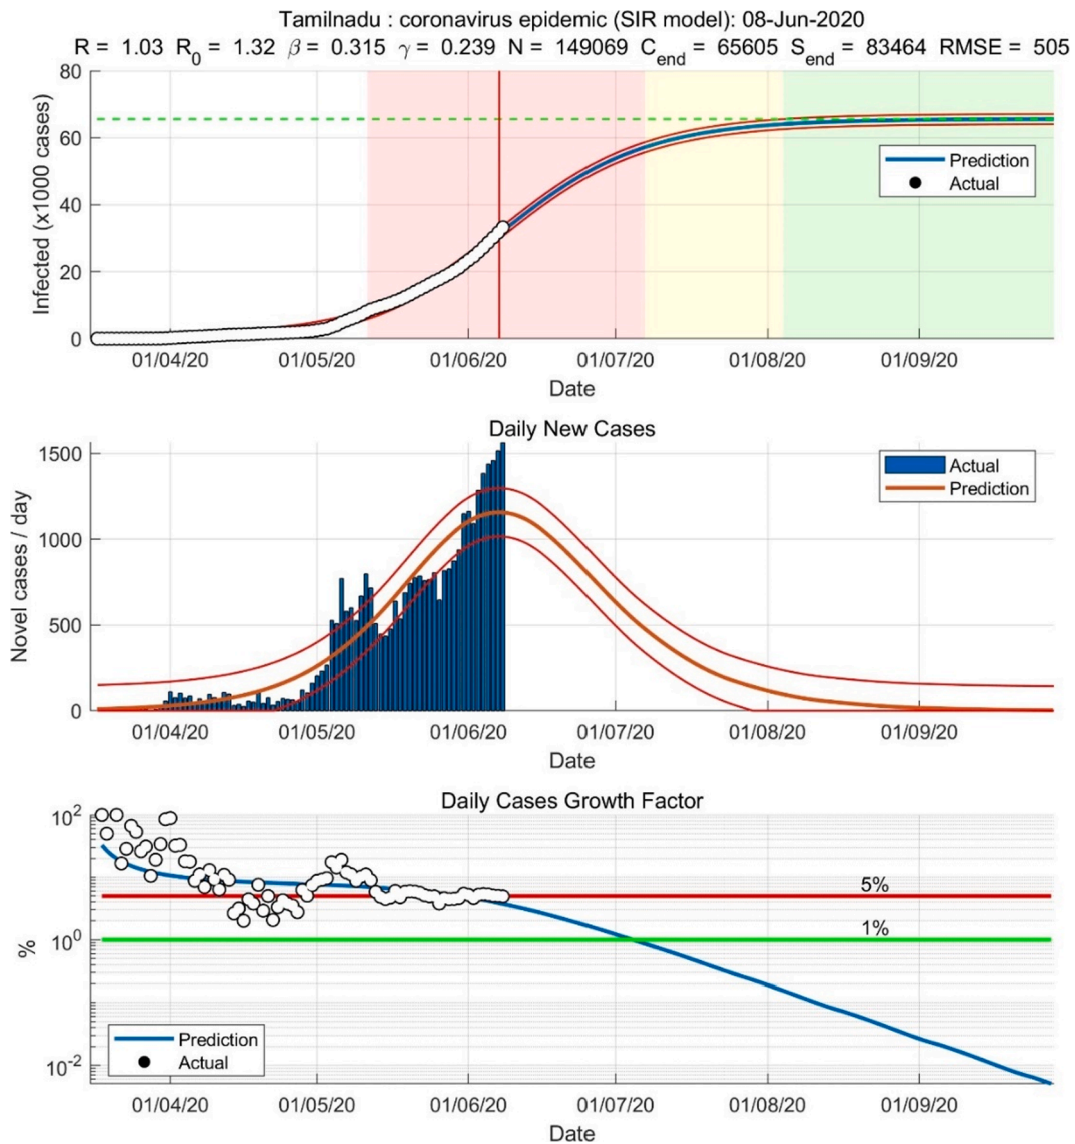 Tamilnadu : coronavirus epidemic (SIR model): 08-Jun-2020
R = 1.03 R0 = 1.32 β = 0.315 γ = 0.239 N = 149069 Cend = 65605 Send = 83464 RMSE = 505
80
60
40
20
0
Infected (x1000 cases)
Prediction
Actual
01/04/20 01/05/20 01/06/20 01/07/20 01/08/20 01/09/20
Date
Daily New Cases
1500
1000
500
0
Novel cases / day
Actual
Prediction
01/04/20 01/05/20 01/06/20 01/07/20 01/08/20 01/09/20
Date
Daily Cases Growth Factor
10^2
10^0
10^-2
%
5%
1%
Prediction
Actual
01/04/20 01/05/20 01/06/20 01/07/20 01/08/20 01/09/20
Date